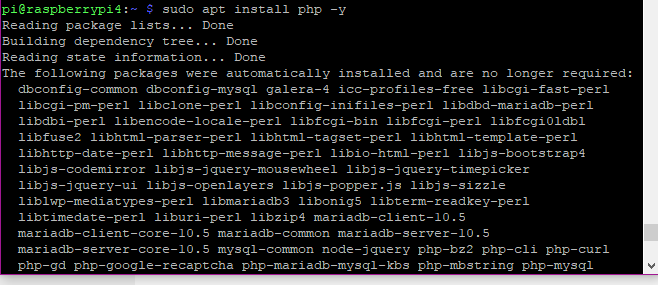 pi@raspberrypi4:~ $ sudo apt install php -y
Reading package lists... Done
Building dependency tree... Done
Reading state information... Done
The following packages were automatically installed and are no longer required:
dbconfig-common dbconfig-mysql galera-4 icc-profiles-free libcgi-fast-perl
libcgi-pm-perl libclone-perl libconfig-inifiles-perl libdbd-mariadb-perl
libdbi-perl libencode-locale-perl libfcgi-bin libfcgi-perl libfcgi0ldbl
libfuse2 libhtml-parser-perl libhtml-tagset-perl libhtml-template-perl
libhttp-date-perl libhttp-message-perl libio-html-perl libjs-bootstrap4
libjs-codemirror libjs-jquery-mousewheel libjs-jquery-timepicker
libjs-jquery-ui libjs-openlayers libjs-popper.js libjs-sizzle
liblwp-mediatypes-perl libmariadb3 libonig5 libterm-readkey-perl
libtimedate-perl liburi-perl libzip4 mariadb-client-10.5
mariadb-client-core-10.5 mariadb-common mariadb-server-10.5
mariadb-server-core-10.5 mysql-common node-jquery php-bz2 php-cli php-curl
php-gd php-google-recaptcha php-mariadb-mysql-kbs php-mbstring php-mysql